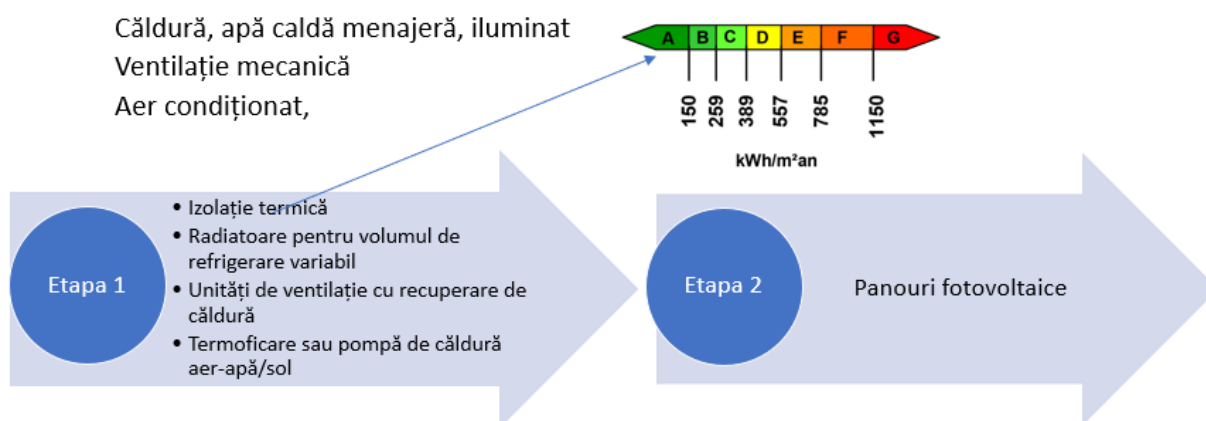 Căldură, apă caldă menajeră, iluminat
Ventilație mecanică
Aer condiționat,
A B C D E F G
150 259 389 557 785 1150
kWh/m²an
Etapa 1
• Izolație termică
• Radiatoare pentru volumul de
refrigerare variabil
• Unități de ventilație cu recuperare de
căldură
• Termoficare sau pompă de căldură
aer-apă/sol
Etapa 2
Panouri fotovoltaice